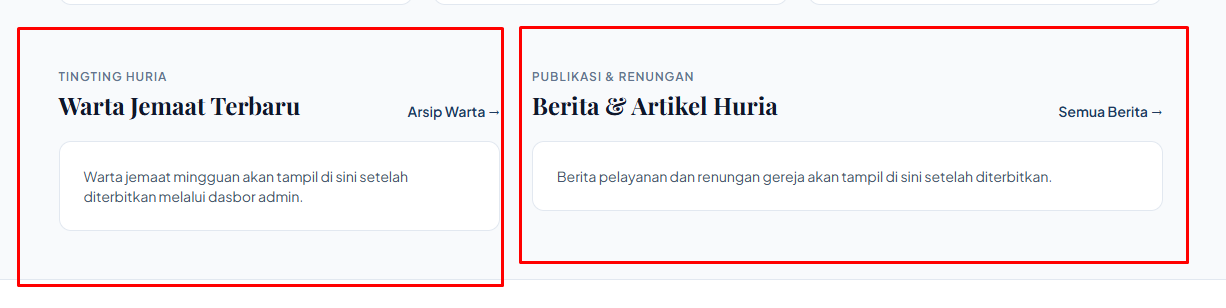 TINGTING HURIA
Warta Jemaat Terbaru
Arsip Warta →
Warta jemaat mingguan akan tampil di sini setelah
diterbitkan melalui dasbor admin.
PUBLIKASI & RENUNGAN
Berita & Artikel Huria
Semua Berita →
Berita pelayanan dan renungan gereja akan tampil di sini setelah diterbitkan.